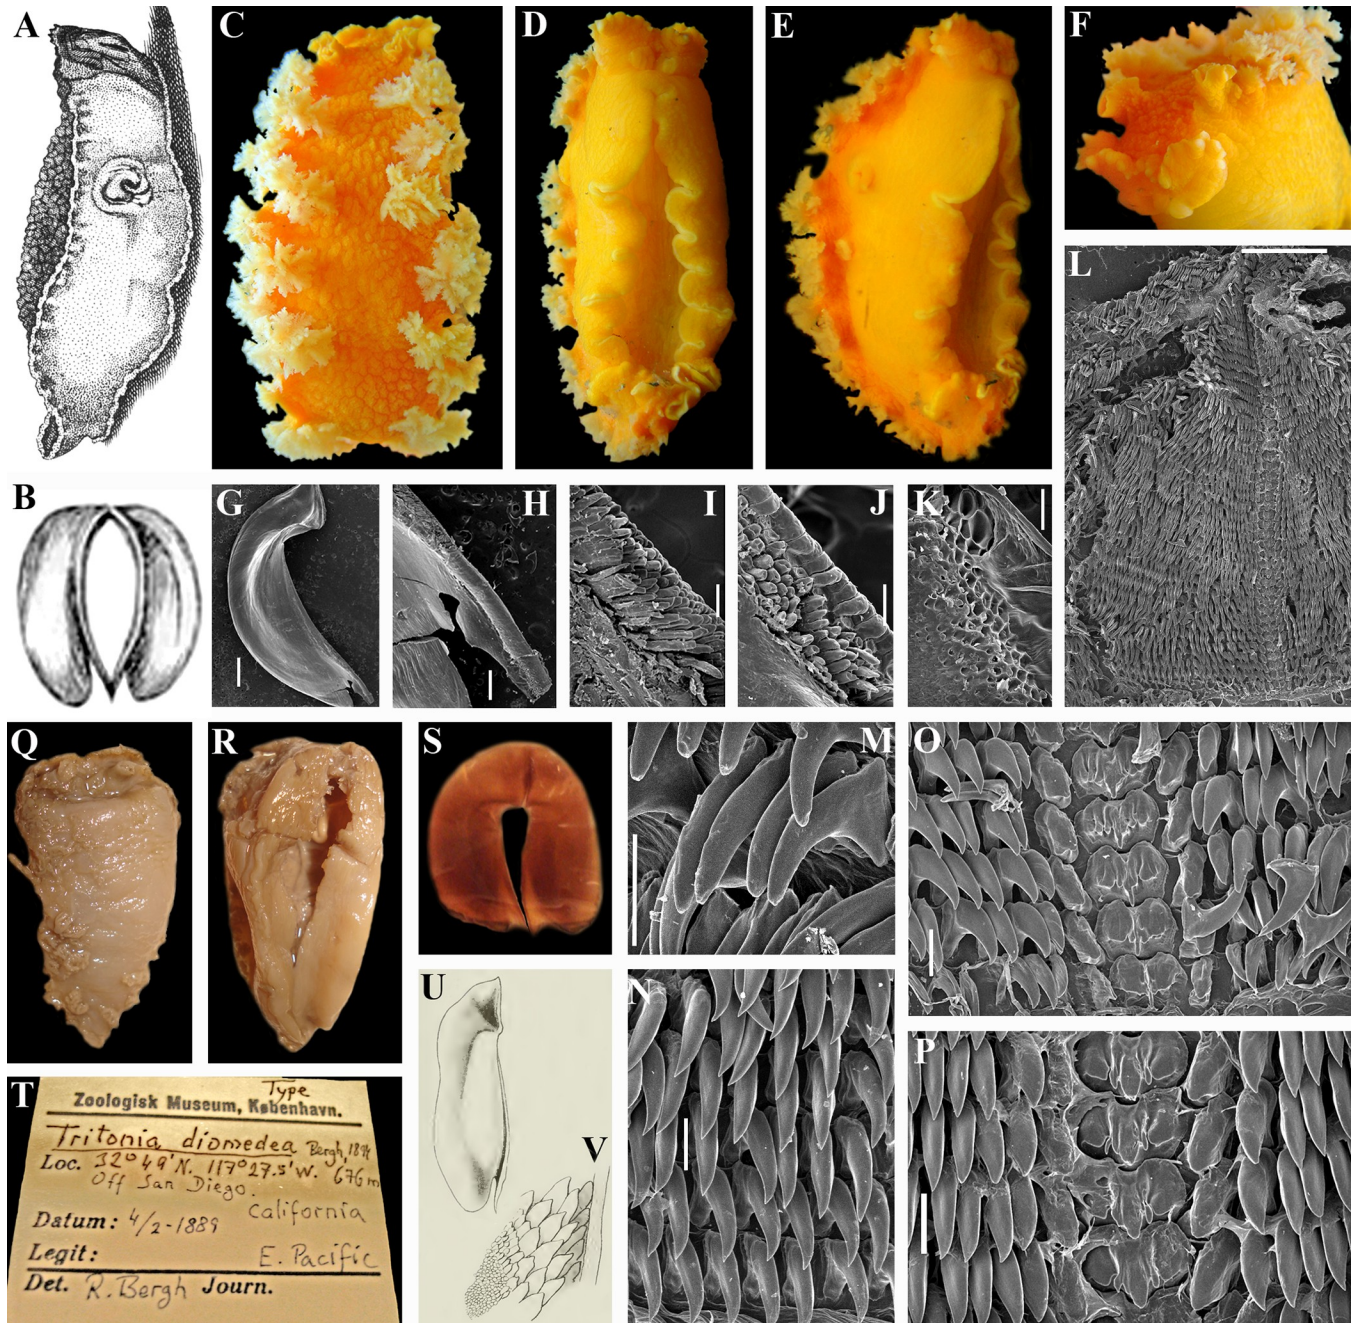 A
C
D
E
F
L
B
G
H
I
J
K
Q
R
S
M
O
U
V
N
P
T
Type
Zoologisk Museum, København.
Tritonia diomedea Bergh, 1894
Loc. 32°49'N. 117°27.5'W. 676 m
Off San Diego.
California
Datum: 4/2-1889
Legit: E. Pacific
Det. R. Bergh Journ.